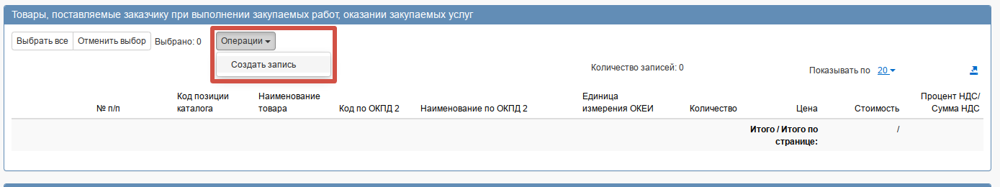 Товары, поставляемые заказчику при выполнении закупаемых работ, оказании закупаемых услуг
Выбрать все Отменить выбор Выбрано: 0 Операции
Создать запись
Количество записей: 0 Показывать по 20
№ п/п Код позиции каталога Наименование товара Код по ОКПД 2 Наименование по ОКПД 2 Единица измерения ОКЕИ Количество Цена Стоимость Процент НДС/ Сумма НДС
Итого / Итого по /
странице: